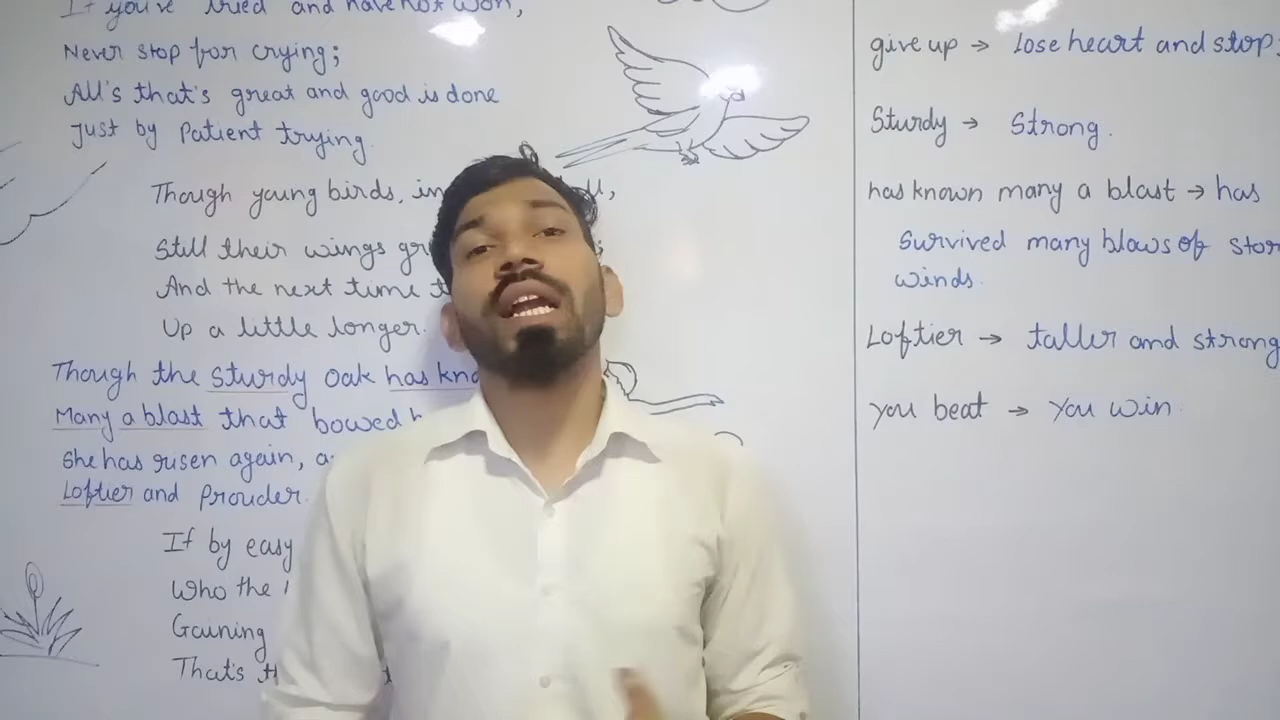 If you've tried and have not won,
Never stop for crying;
All's that's great and good is done
Just by Patient trying.
Though young birds, in
Still their wings
And the next time
Up a little longer.
Though the sturdy Oak has
Many a blast that bowed
She has risen again,
Loftier and Prouder.
If by easy
Who the
Gaining
That's
give up → Lose heart and stop
Sturdy → Strong.
has known many a blast → has
Survived many blows of
winds.
Loftier → taller and
you beat → You win.